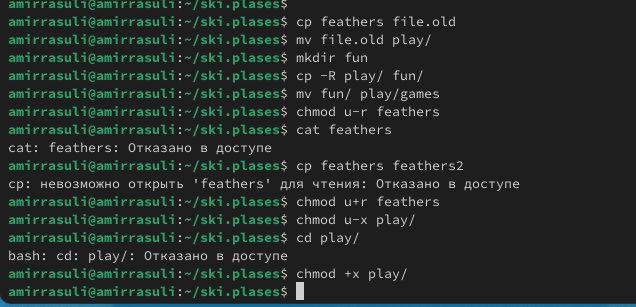 amirrasuli@amirrasuli:~/ski.plases$
amirrasuli@amirrasuli:~/ski.plases$ cp feathers file.old
amirrasuli@amirrasuli:~/ski.plases$ mv file.old play/
amirrasuli@amirrasuli:~/ski.plases$ mkdir fun
amirrasuli@amirrasuli:~/ski.plases$ cp -R play/ fun/
amirrasuli@amirrasuli:~/ski.plases$ mv fun/ play/games
amirrasuli@amirrasuli:~/ski.plases$ chmod u-r feathers
amirrasuli@amirrasuli:~/ski.plases$ cat feathers
cat: feathers: Отказано в доступе
amirrasuli@amirrasuli:~/ski.plases$ cp feathers feathers2
cp: невозможно открыть 'feathers' для чтения: Отказано в доступе
amirrasuli@amirrasuli:~/ski.plases$ chmod u+r feathers
amirrasuli@amirrasuli:~/ski.plases$ chmod u-x play/
amirrasuli@amirrasuli:~/ski.plases$ cd play/
bash: cd: play/: Отказано в доступе
amirrasuli@amirrasuli:~/ski.plases$ chmod +x play/
amirrasuli@amirrasuli:~/ski.plases$